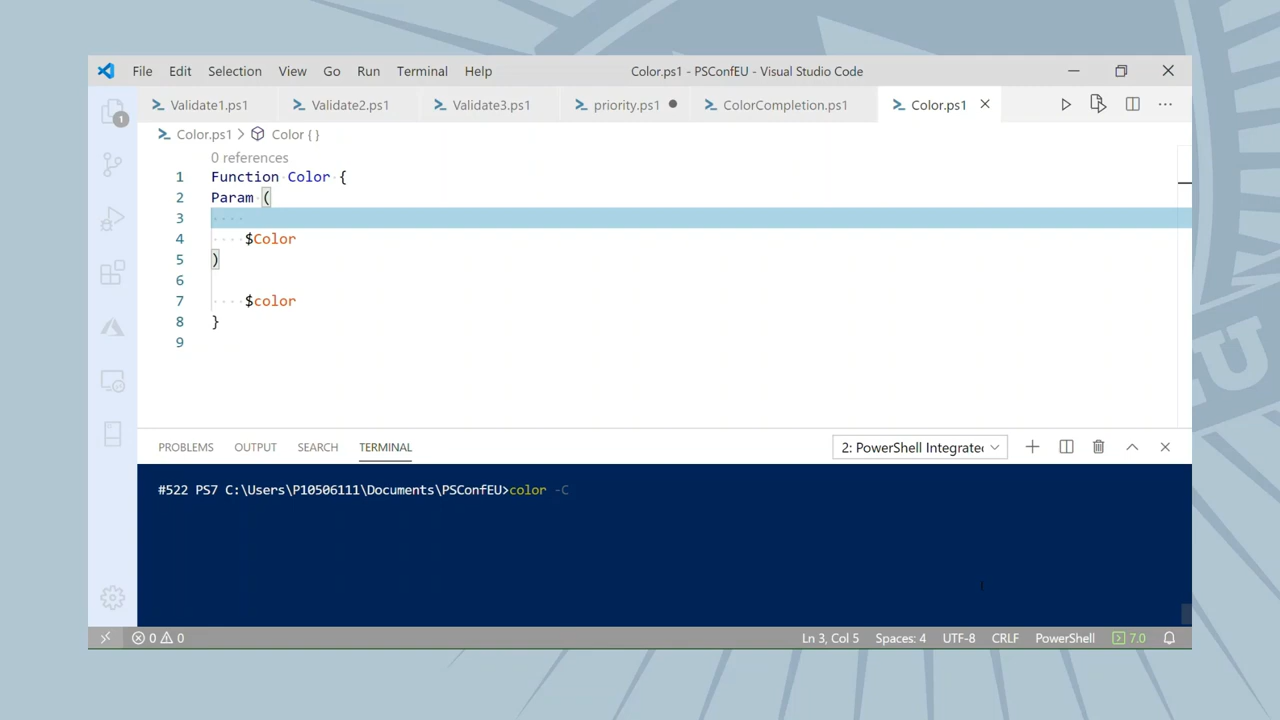 File Edit Selection View Go Run Terminal Help Color.ps1 - PSConfEU - Visual Studio Code
Validate1.ps1 Validate2.ps1 Validate3.ps1 priority.ps1 ColorCompletion.ps1 Color.ps1
1
Color.ps1 Color { }
0 references
1 Function Color {
2 Param (
3
4 $Color
5 )
6
7 $color
8 }
9
PROBLEMS OUTPUT SEARCH TERMINAL 2: PowerShell Integrate
#522 PS7 C:\Users\P10506111\Documents\PSConfEU>color -C
0 0 Ln 3, Col 5 Spaces: 4 UTF-8 CRLF PowerShell 7.0